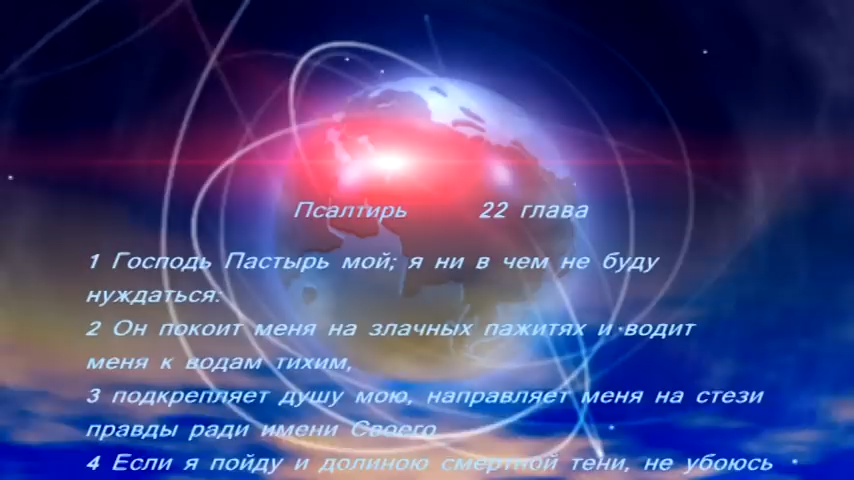 Псалтирь 22 глава
1 Господь Пастырь мой; я ни в чем не буду
нуждаться:
2 Он покоит меня на злачных пажитях и водит
меня к водам тихим,
3 подкрепляет душу мою, направляет меня на стези
правды ради имени Своего
4 Если я пойду и долиною смертной тени, не убоюсь